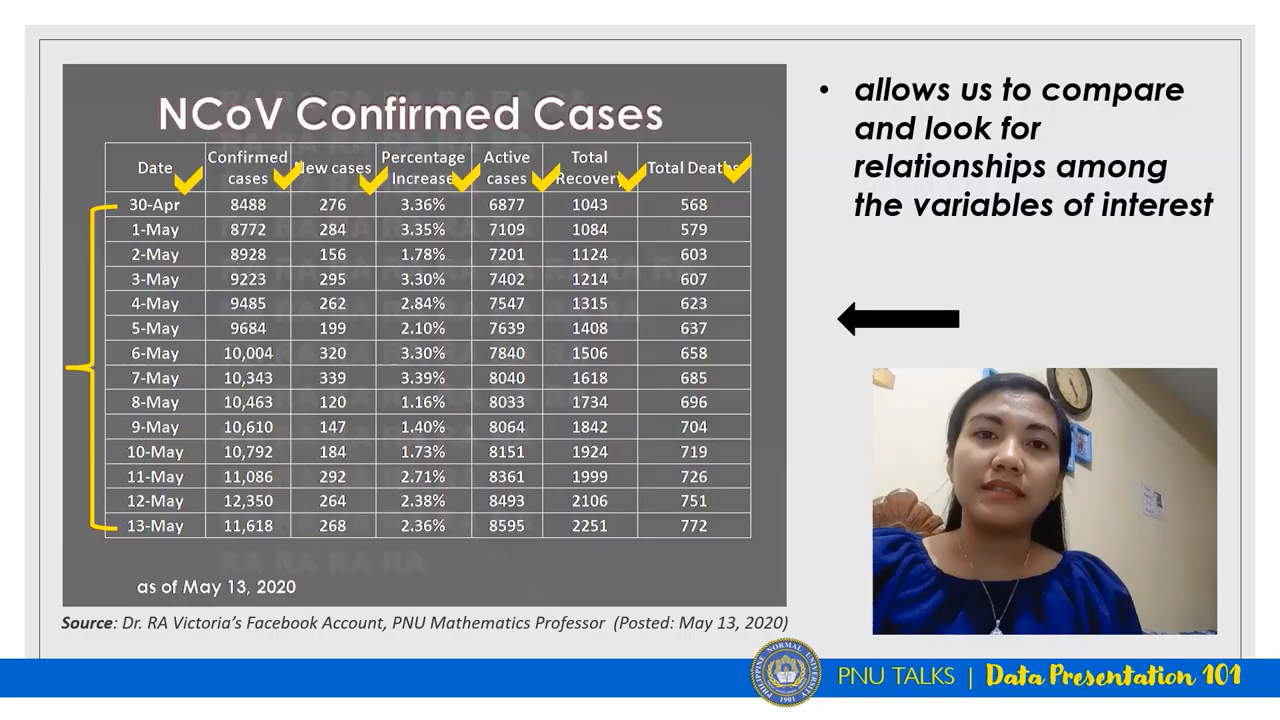 NCoV Confirmed Cases
Date Confirmed cases New cases Percentage Increase Active cases Total Recovery Total Deaths
30-Apr 8488 276 3.36% 6877 1043 568
1-May 8772 284 3.35% 7109 1084 579
2-May 8928 156 1.78% 7201 1124 603
3-May 9223 295 3.30% 7402 1214 607
4-May 9485 262 2.84% 7547 1315 623
5-May 9684 199 2.10% 7639 1408 637
6-May 10,004 320 3.30% 7840 1506 658
7-May 10,343 339 3.39% 8040 1618 685
8-May 10,463 120 1.16% 8033 1734 696
9-May 10,610 147 1.40% 8064 1842 704
10-May 10,792 184 1.73% 8151 1924 719
11-May 11,086 292 2.71% 8361 1999 726
12-May 12,350 264 2.38% 8493 2106 751
13-May 11,618 268 2.36% 8595 2251 772
as of May 13, 2020
Source: Dr. RA Victoria's Facebook Account, PNU Mathematics Professor (Posted: May 13, 2020)
• allows us to compare
and look for
relationships among
the variables of interest
PHILIPPINE NORMAL UNIVERSITY
1901
PNU TALKS | Data Presentation 101